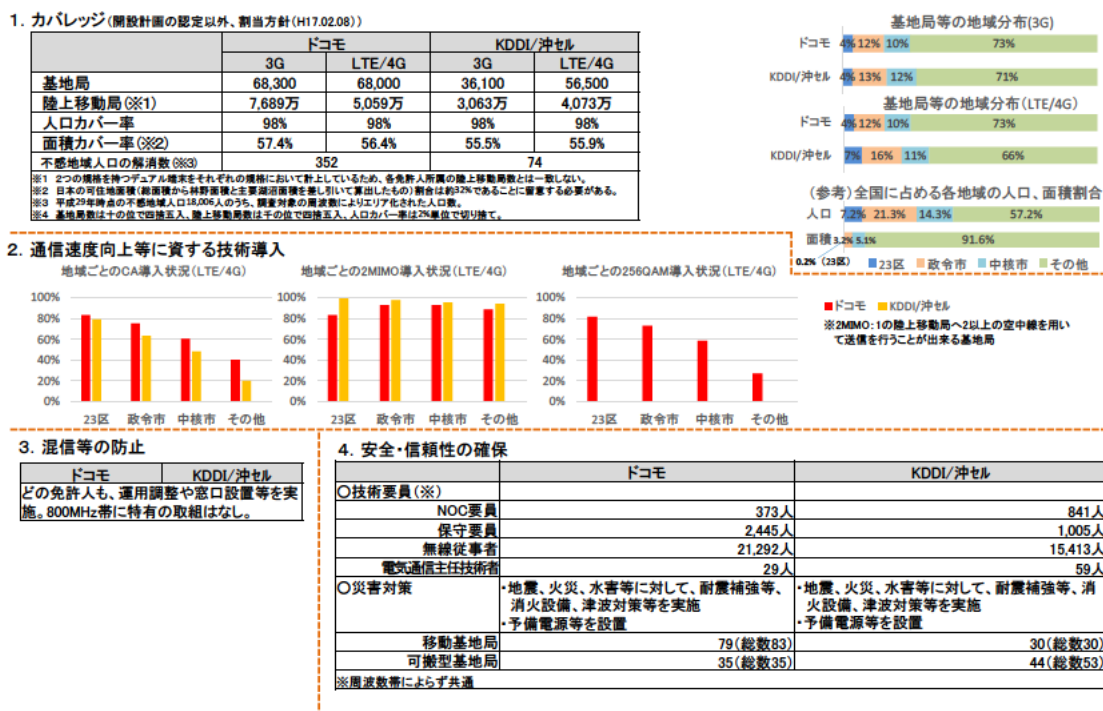 1．カバレッジ(開設計画の認定以外、割当方針(H17.02.08))
ドコモ KDDI/沖セル
3G LTE/4G 3G LTE/4G
基地局 68,300 68,000 36,100 56,500
陸上移動局(※1) 7,689万 5,059万 3,063万 4,073万
人口カバー率 98% 98% 98% 98%
面積カバー率(※2) 57.4% 56.4% 55.5% 55.9%
不感地域人口の解消数(※3) 352 74
※1 2つの規格を持つデュアル端末をそれぞれの規格において計上しているため、各免許人所属の陸上移動局数とは一致しない。
※2 日本の可住地面積(総面積から林野面積と主要湖沼面積を差し引いて算出したもの)割合は約32%であることに留意する必要がある。
※3 平成29年時点の不感地域人口18,006人のうち、調査対象の周波数によりエリア化された人口数。
※4 基地局数は十の位で四捨五入、陸上移動局数は千の位で四捨五入、人口カバー率は2%単位で切り捨て。
基地局等の地域分布(3G)
ドコモ 4% 12% 10% 73%
KDDI/沖セル 4% 13% 12% 71%
基地局等の地域分布(LTE/4G)
ドコモ 4% 12% 10% 73%
KDDI/沖セル 7% 16% 11% 66%
(参考)全国に占める各地域の人口、面積割合
人口 7.2% 21.3% 14.3% 57.2%
面積 3.2% 5.1% 91.6%
0.2% (23区) 23区 政令市 中核市 その他
2．通信速度向上等に資する技術導入
地域ごとのCA導入状況(LTE/4G)
100%
80%
60%
40%
20%
0%
23区 政令市 中核市 その他
地域ごとの2MIMO導入状況(LTE/4G)
100%
80%
60%
40%
20%
0%
23区 政令市 中核市 その他
地域ごとの256QAM導入状況(LTE/4G)
100%
80%
60%
40%
20%
0%
23区 政令市 中核市 その他
ドコモ KDDI/沖セル
※2MIMO：1の陸上移動局へ2以上の空中線を用い
て送信を行うことが出来る基地局
3．混信等の防止
ドコモ KDDI/沖セル
どの免許人も、運用調整や窓口設置等を実
施。800MHz帯に特有の取組はなし。
4．安全・信頼性の確保
ドコモ KDDI/沖セル
〇技術要員(※)
NOC要員 373人 841人
保守要員 2,445人 1,005人
無線従事者 21,292人 15,413人
電気通信主任技術者 29人 59人
〇災害対策 ・地震、火災、水害等に対して、耐震補強等、 ・地震、火災、水害等に対して、耐震補強等、消
消火設備、津波対策等を実施 火設備、津波対策等を実施
・予備電源等を設置 ・予備電源等を設置
移動基地局 79(総数83) 30(総数30)
可搬型基地局 35(総数35) 44(総数53)
※周波数帯によらず共通